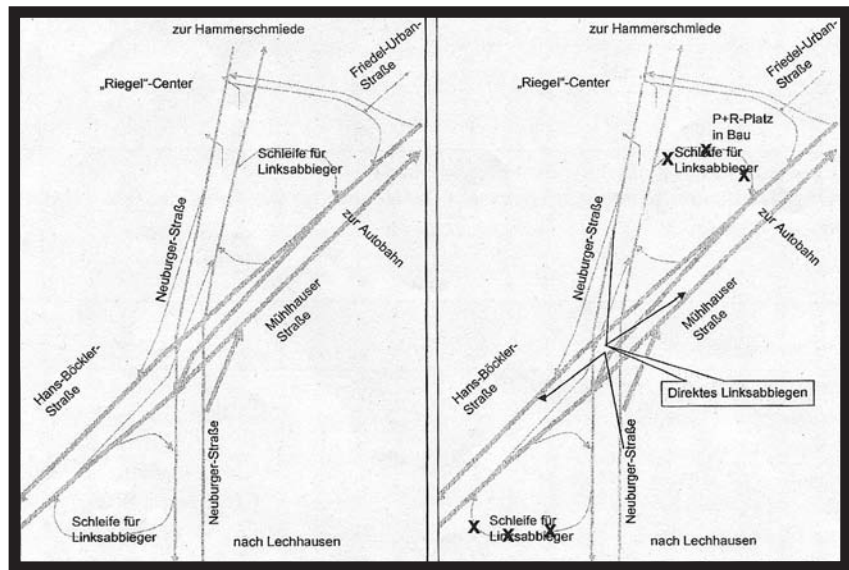 zur Hammerschmiede
Friedel-Urban-
Straße
„Riegel“-Center
Schleife für
Linksabbieger
zur Autobahn
Neuburger-Straße
Mühlhauser
Straße
Hans-Böckler-
Straße
Neuburger-Straße
Schleife für
Linksabbieger
nach Lechhausen
zur Hammerschmiede
Friedel-Urban-
Straße
„Riegel“-Center
P+R-Platz
in Bau
X X X
Schleife für
Linksabbieger
zur Autobahn
Neuburger-Straße
Mühlhauser
Straße
Hans-Böckler-
Straße
Direktes Linksabbiegen
Neuburger-Straße
Schleife für
X X X
Linksabbieger
nach Lechhausen